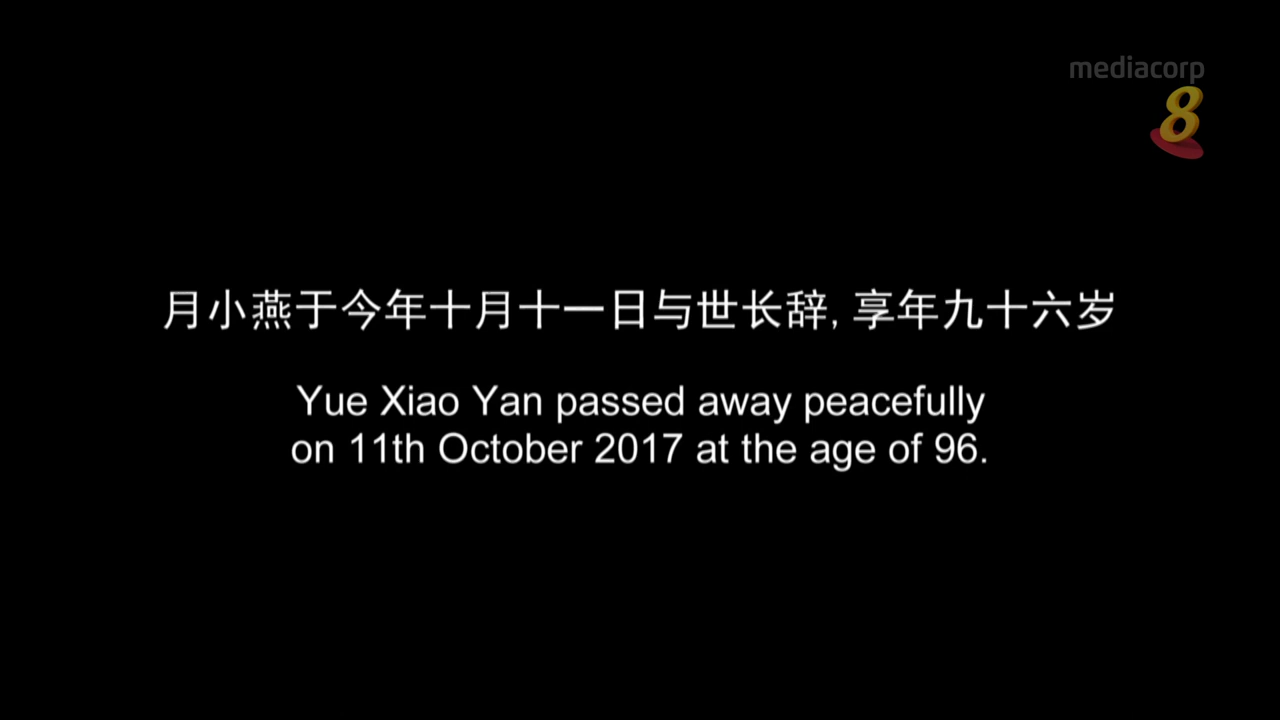 mediacorp
8
月小燕于今年十月十一日与世长辞, 享年九十六岁
Yue Xiao Yan passed away peacefully
on 11th October 2017 at the age of 96.